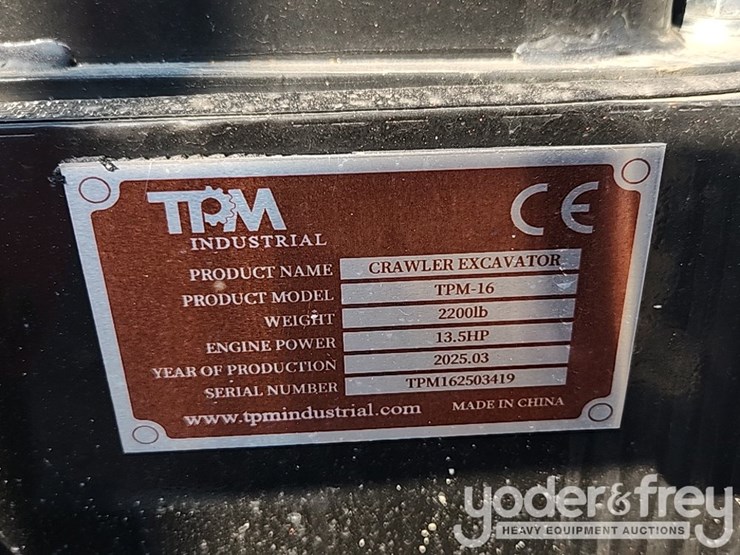 TPM
INDUSTRIAL
CE
PRODUCT NAME CRAWLER EXCAVATOR
PRODUCT MODEL TPM-16
WEIGHT 2200lb
ENGINE POWER 13.5HP
YEAR OF PRODUCTION 2025.03
SERIAL NUMBER TPM162503419
www.tpmindustrial.com MADE IN CHINA
yoder&frey
HEAVY EQUIPMENT AUCTIONS